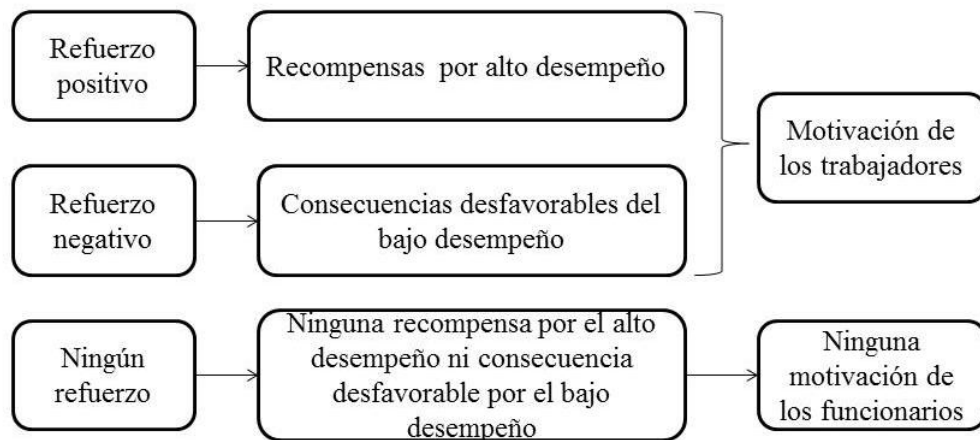 Refuerzo
positivo
Recompensas por alto desempeño
Motivación de
los trabajadores
Refuerzo
negativo
Consecuencias desfavorables del
bajo desempeño
Ningún
refuerzo
Ninguna recompensa por el alto
desempeño ni consecuencia
desfavorable por el bajo
desempeño
Ninguna
motivación de
los funcionarios